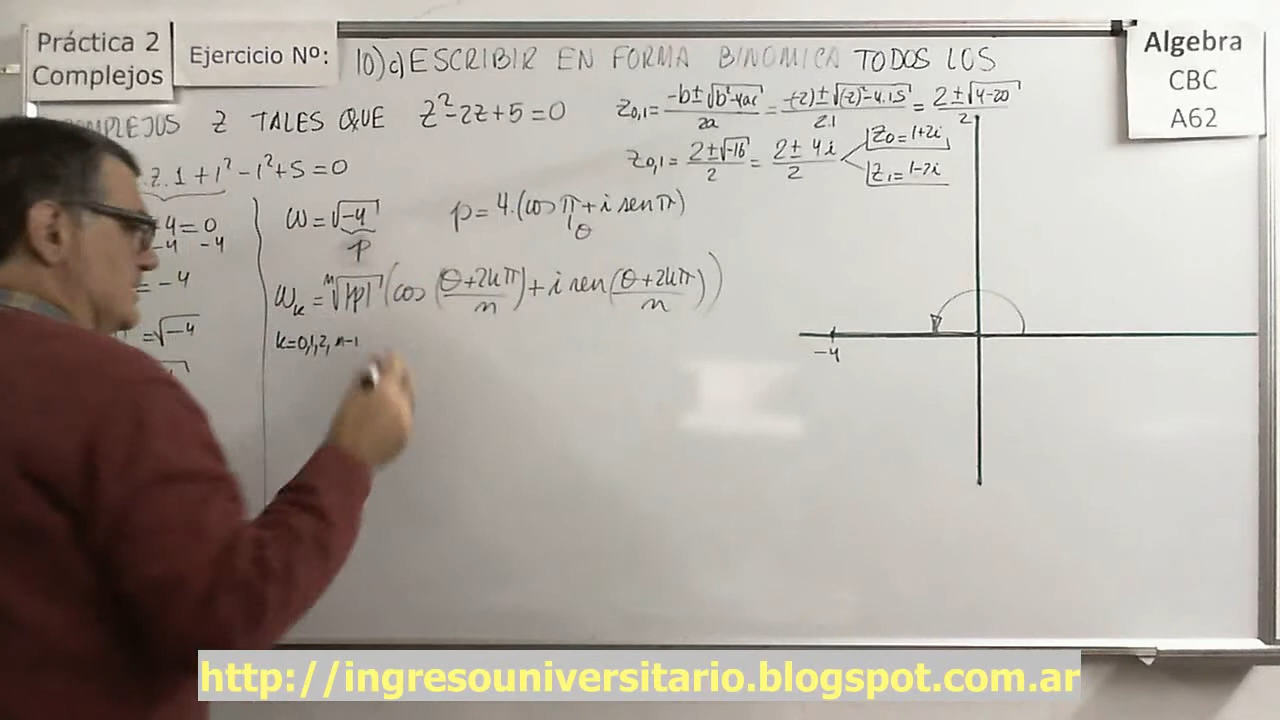 Práctica 2
Complejos
Ejercicio Nº:
10)c) ESCRIBIR EN FORMA BINOMICA TODOS LOS
Algebra
CBC
A62
COMPLEJOS Z TALES QUE Z²-2Z+5=0
Z0,1 = (-b±√(b²-4ac))/2a = (-(-2)±√((-2)²-4.1.5))/2.1 = (2±√(4-20))/2
Z0,1 = (2±√-16)/2 = (2±4i)/2
Z0=1+2i
Z1=1-2i
.Z.1+1²-1²+5=0
+4=0
-4 -4
=-4
=√-4
ω=√-4
p
p=4.(cos π+i sen π)
θ
ωk = ⁿ√|p| (cos((θ+2kπ)/n)+i sen((θ+2kπ)/n))
k=0,1,2, n-1
-4
http://ingresouniversitario.blogspot.com.ar